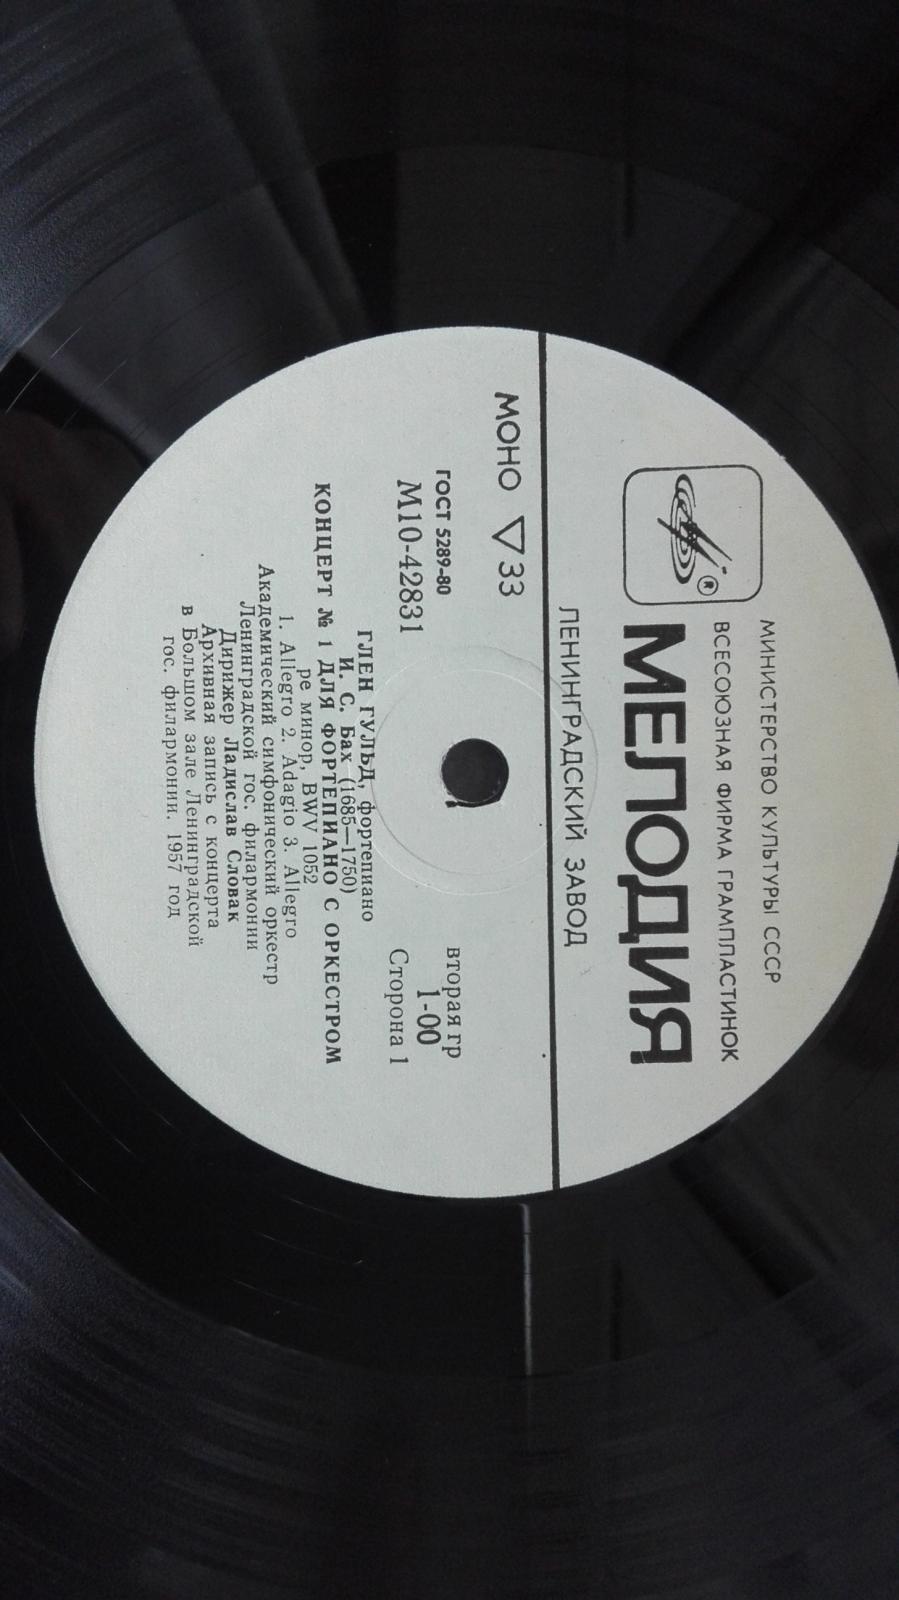 МИНИСТЕРСТВО КУЛЬТУРЫ СССР
ВСЕСОЮЗНАЯ ФИРМА ГРАМПЛАСТИНОК
®
МЕЛОДИЯ
ЛЕНИНГРАДСКИЙ ЗАВОД
МОНО ▽33
ГОСТ 5289-80
М10-42831
вторая гр
1-00
Сторона 1
ГЛЕН ГУЛЬД, фортепиано
И. С. Бах (1685—1750)
КОНЦЕРТ № 1 ДЛЯ ФОРТЕПИАНО С ОРКЕСТРОМ
ре минор, BWV 1052
1. Allegro 2. Adagio 3. Allegro
Академический симфонический оркестр
Ленинградской гос. филармонии
Дирижер Ладислав Словак
Архивная запись с концерта
в Большом зале Ленинградской
гос. филармонии. 1957 год